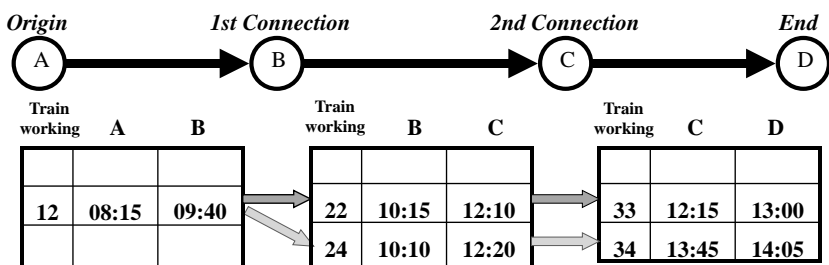 Origin 1st Connection 2nd Connection End
A B C D
Train working A B
12 08:15 09:40
Train working B C
22 10:15 12:10
24 10:10 12:20
Train working C D
33 12:15 13:00
34 13:45 14:05